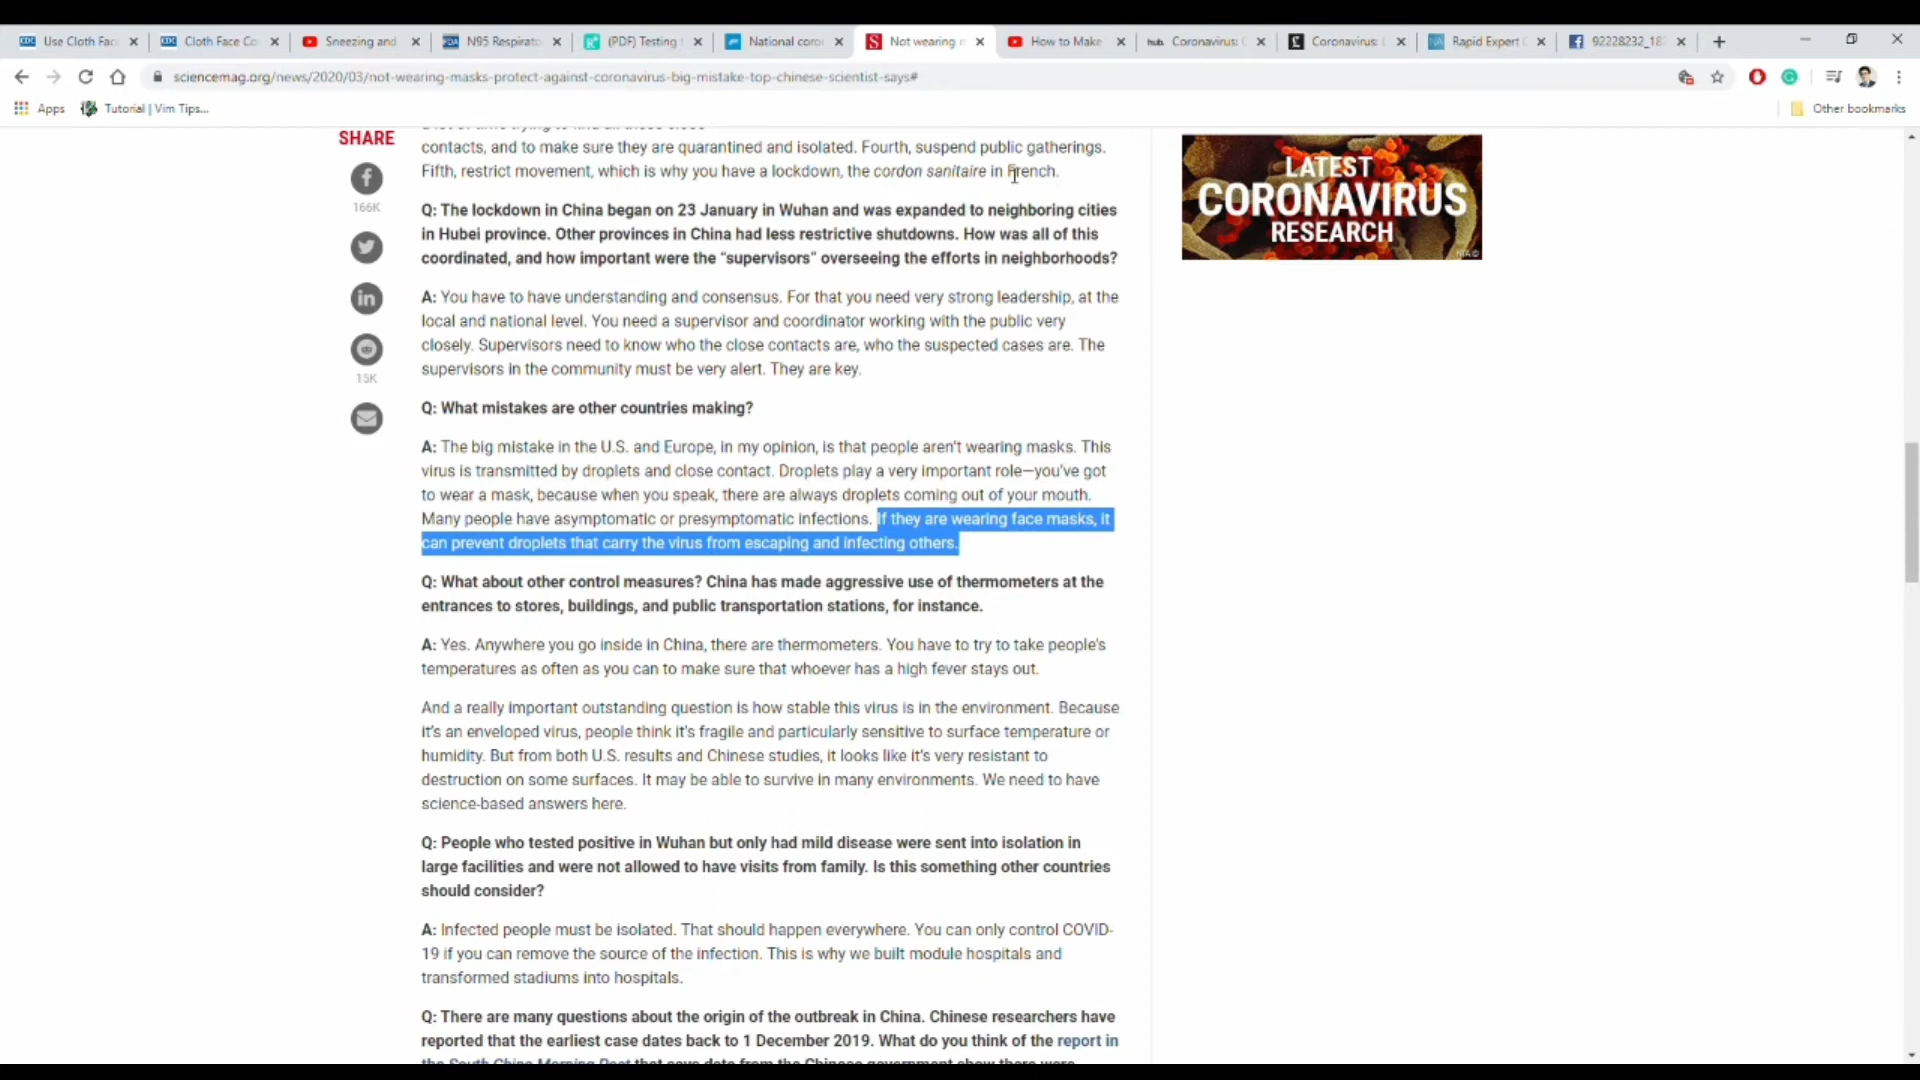 Use Cloth Fac
Cloth Face Co
Sneezing and
N95 Respirato
(PDF) Testing
National coro
Not wearing
How to Make
hub. Coronavirus:
Coronavirus:
Rapid Expert
92228232_18
sciencemag.org/news/2020/03/not-wearing-masks-protect-against-coronavirus-big-mistake-top-chinese-scientist-says#
Apps
Tutorial | Vim Tips...
Other bookmarks
SHARE
166K
15K
contacts, and to make sure they are quarantined and isolated. Fourth, suspend public gatherings.
Fifth, restrict movement, which is why you have a lockdown, the cordon sanitaire in French.
Q: The lockdown in China began on 23 January in Wuhan and was expanded to neighboring cities
in Hubei province. Other provinces in China had less restrictive shutdowns. How was all of this
coordinated, and how important were the “supervisors” overseeing the efforts in neighborhoods?
A: You have to have understanding and consensus. For that you need very strong leadership, at the
local and national level. You need a supervisor and coordinator working with the public very
closely. Supervisors need to know who the close contacts are, who the suspected cases are. The
supervisors in the community must be very alert. They are key.
Q: What mistakes are other countries making?
A: The big mistake in the U.S. and Europe, in my opinion, is that people aren't wearing masks. This
virus is transmitted by droplets and close contact. Droplets play a very important role—you've got
to wear a mask, because when you speak, there are always droplets coming out of your mouth.
Many people have asymptomatic or presymptomatic infections. If they are wearing face masks, it
can prevent droplets that carry the virus from escaping and infecting others.
Q: What about other control measures? China has made aggressive use of thermometers at the
entrances to stores, buildings, and public transportation stations, for instance.
A: Yes. Anywhere you go inside in China, there are thermometers. You have to try to take people's
temperatures as often as you can to make sure that whoever has a high fever stays out.
And a really important outstanding question is how stable this virus is in the environment. Because
it's an enveloped virus, people think it's fragile and particularly sensitive to surface temperature or
humidity. But from both U.S. results and Chinese studies, it looks like it's very resistant to
destruction on some surfaces. It may be able to survive in many environments. We need to have
science-based answers here.
Q: People who tested positive in Wuhan but only had mild disease were sent into isolation in
large facilities and were not allowed to have visits from family. Is this something other countries
should consider?
A: Infected people must be isolated. That should happen everywhere. You can only control COVID-
19 if you can remove the source of the infection. This is why we built module hospitals and
transformed stadiums into hospitals.
Q: There are many questions about the origin of the outbreak in China. Chinese researchers have
reported that the earliest case dates back to 1 December 2019. What do you think of the report in
LATEST
CORONAVIRUS
RESEARCH